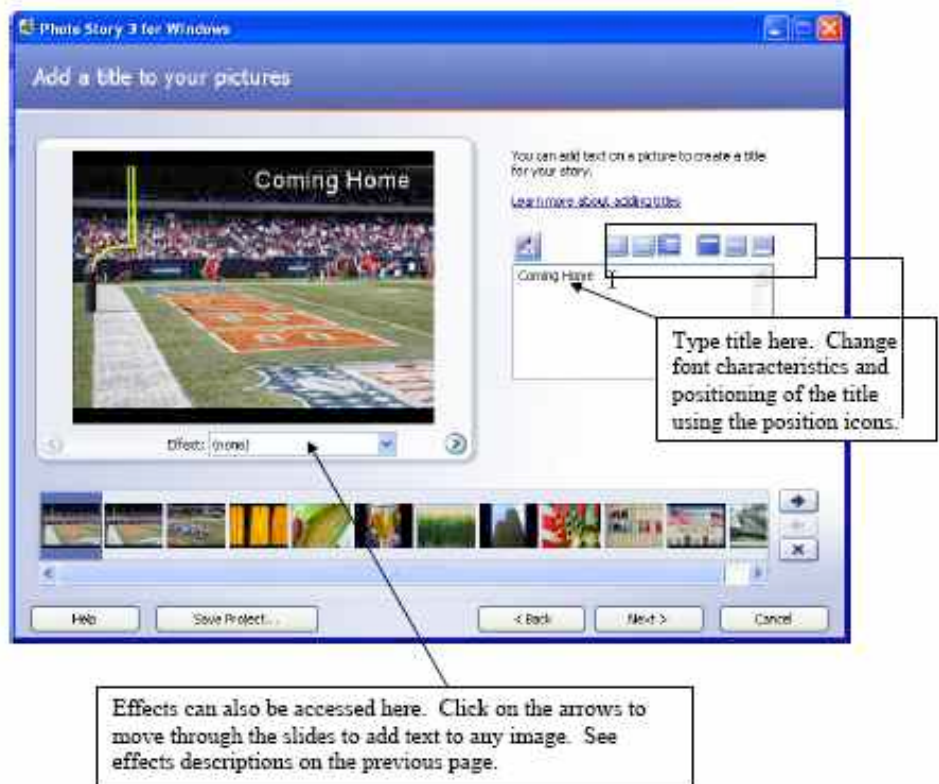 Photo Story 3 for Windows
Add a title to your pictures
Coming Home
You can add text on a picture to create a title
for your story.
Learn more about adding titles
Coming Home
Type title here. Change
font characteristics and
positioning of the title
using the position icons.
Effects: (none)
Help
Save Project...
< Back
Next >
Cancel
Effects can also be accessed here. Click on the arrows to
move through the slides to add text to any image. See
effects descriptions on the previous page.